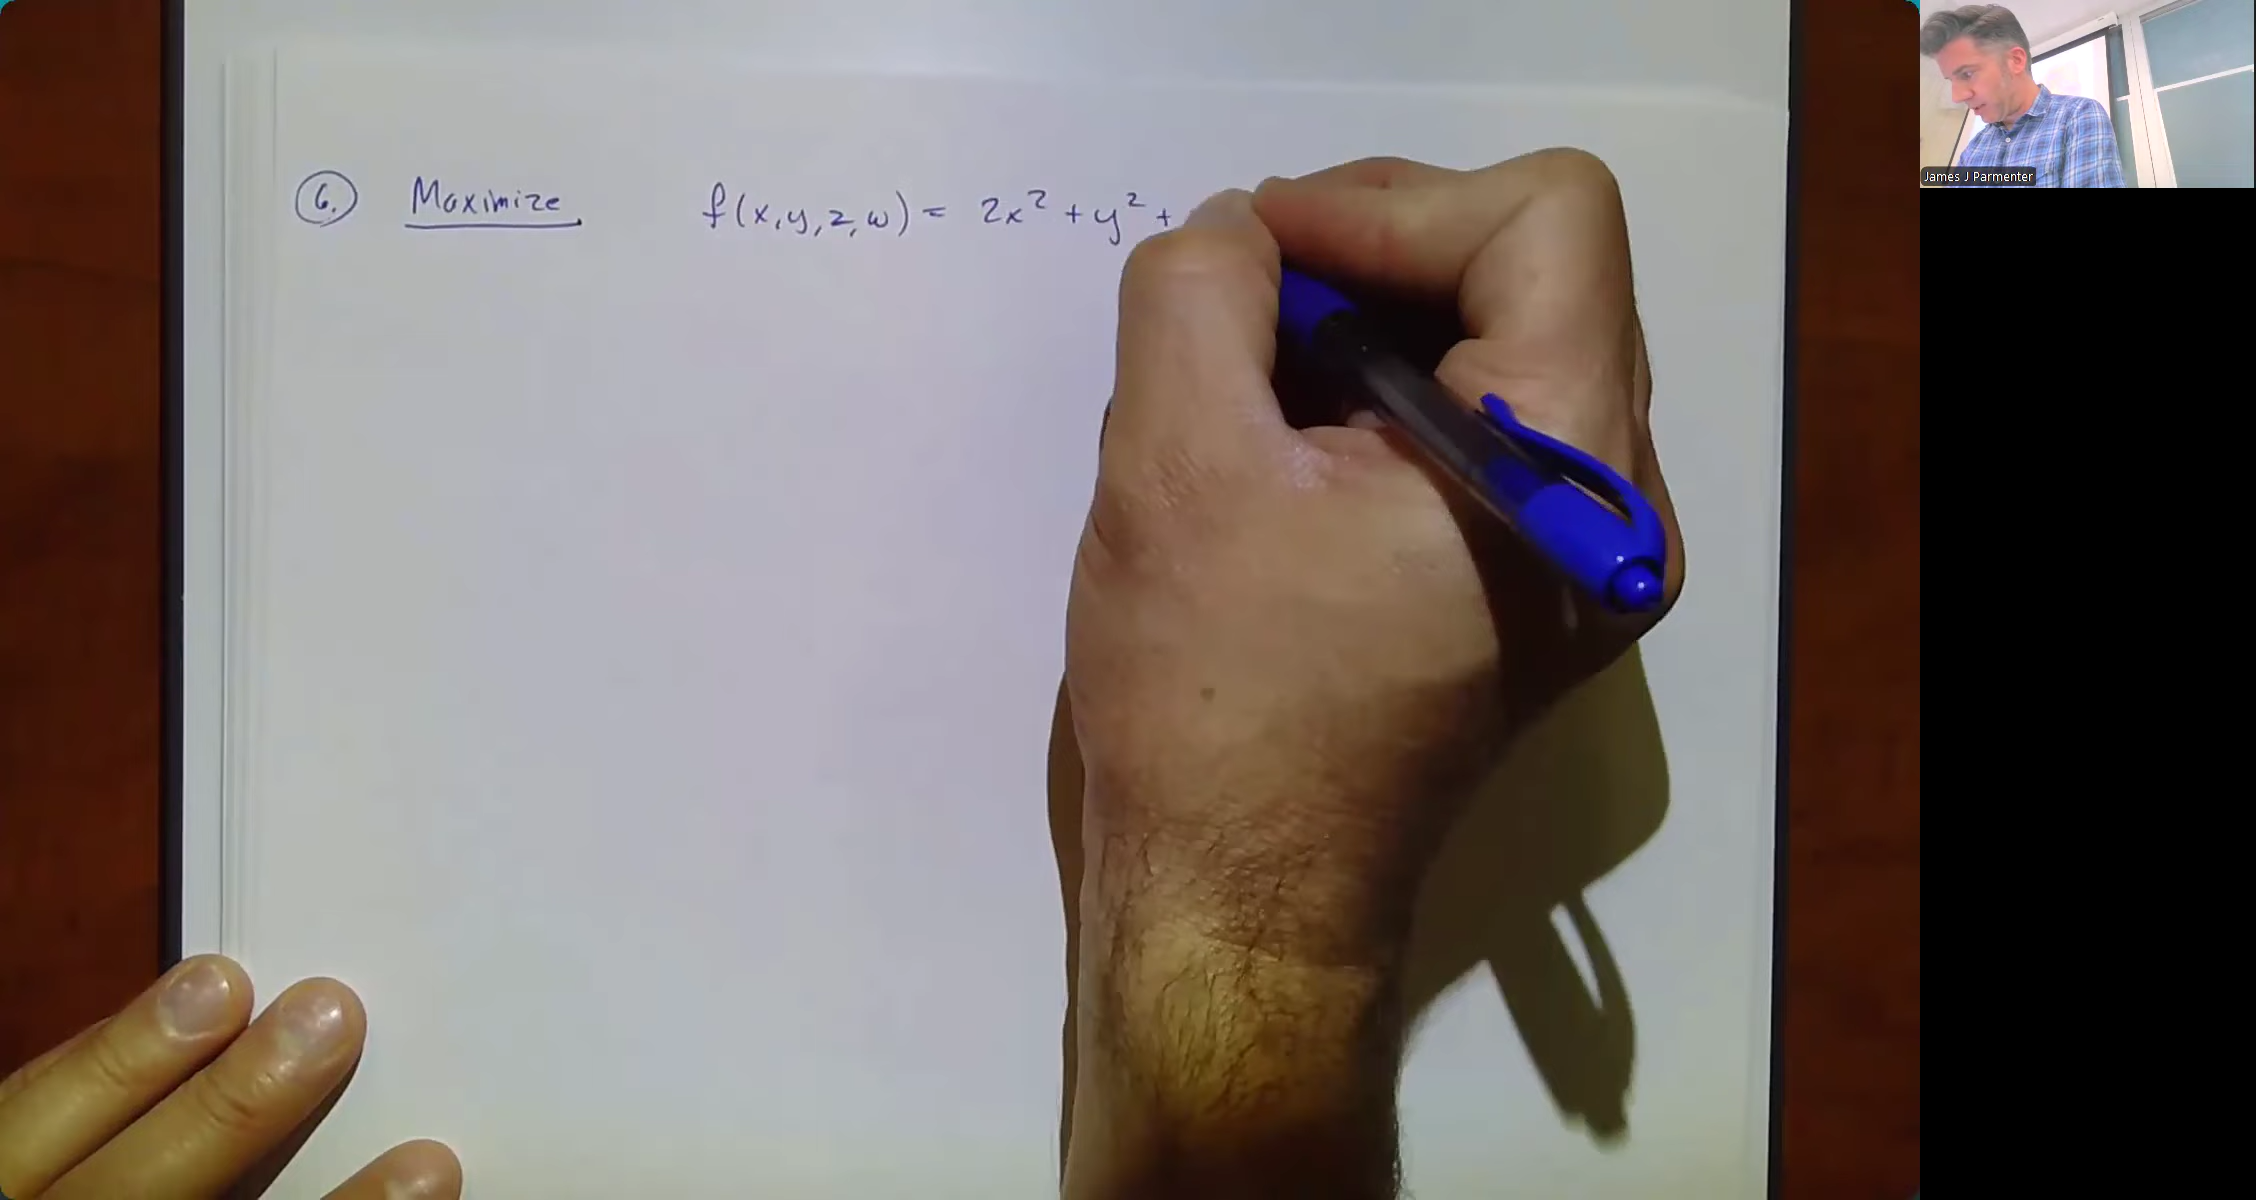 6. Maximize f(x,y,z,w) = 2x² + y² +
James J Parmenter